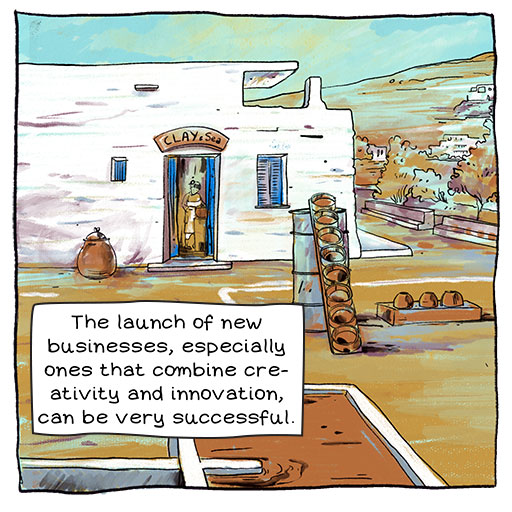 CLAY & Sea
The launch of new
businesses, especially
ones that combine cre-
ativity and innovation,
can be very successful.